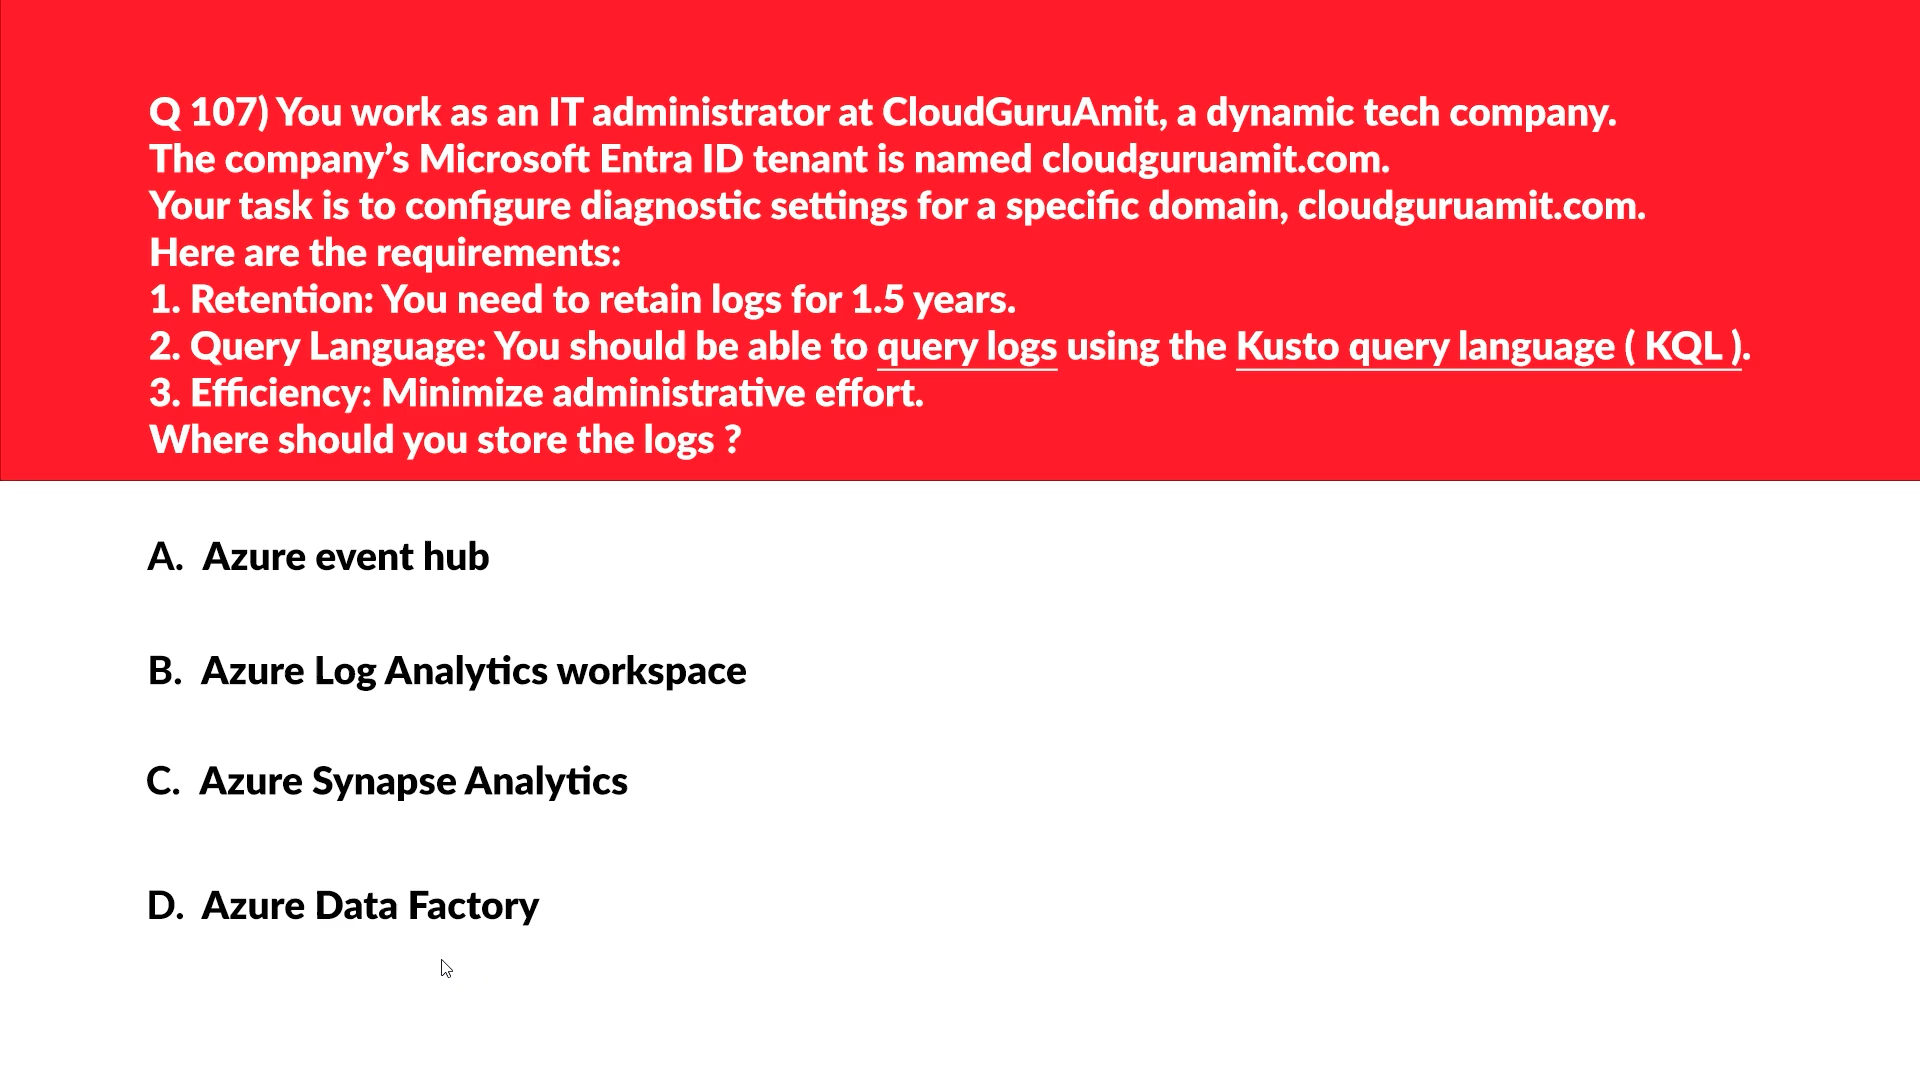 Q 107) You work as an IT administrator at CloudGuruAmit, a dynamic tech company.
The company’s Microsoft Entra ID tenant is named cloudguruamit.com.
Your task is to configure diagnostic settings for a specific domain, cloudguruamit.com.
Here are the requirements:
1. Retention: You need to retain logs for 1.5 years.
2. Query Language: You should be able to query logs using the Kusto query language ( KQL ).
3. Efficiency: Minimize administrative effort.
Where should you store the logs ?
A. Azure event hub
B. Azure Log Analytics workspace
C. Azure Synapse Analytics
D. Azure Data Factory